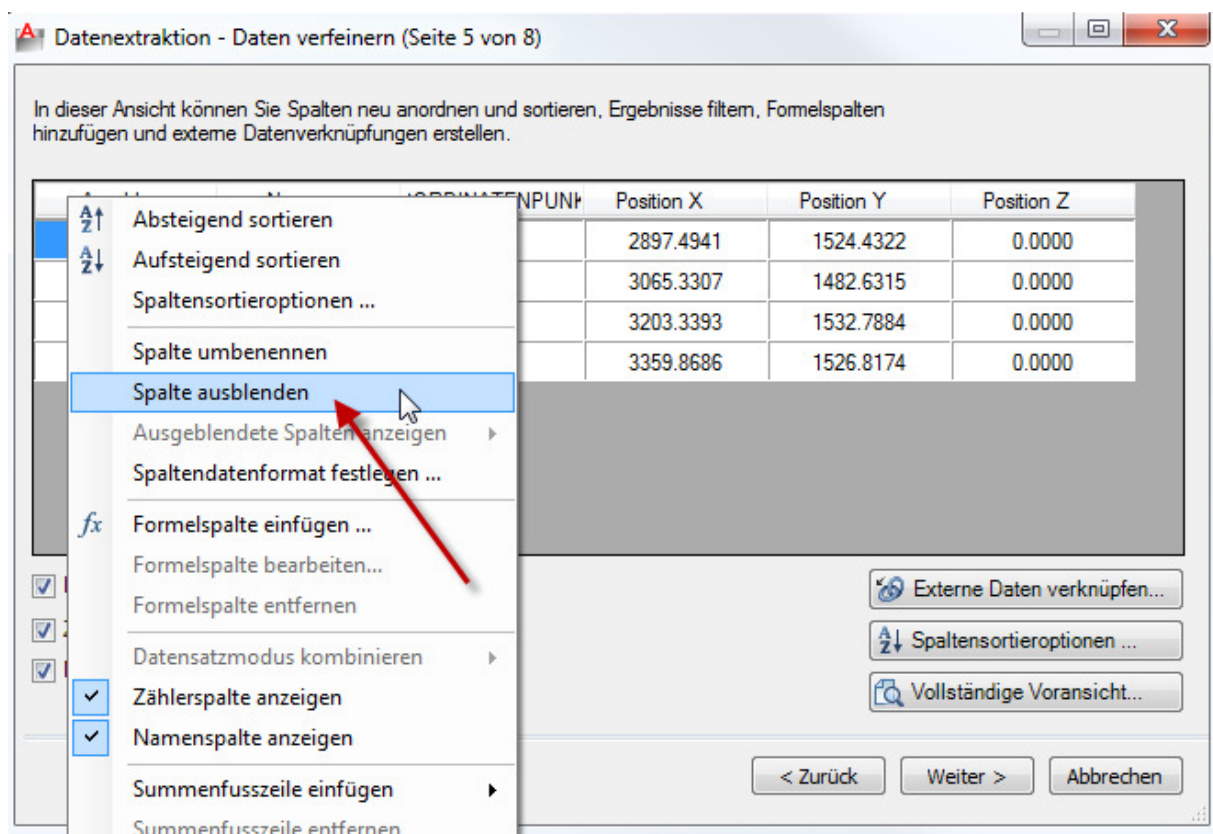 Datenextraktion - Daten verfeinern (Seite 5 von 8)
In dieser Ansicht können Sie Spalten neu anordnen und sortieren, Ergebnisse filtern, Formelspalten
hinzufügen und externe Datenverknüpfungen erstellen.
Position X Position Y Position Z
2897.4941 1524.4322 0.0000
3065.3307 1482.6315 0.0000
3203.3393 1532.7884 0.0000
3359.8686 1526.8174 0.0000
Absteigend sortieren
Aufsteigend sortieren
Spaltensortieroptionen ...
Spalte umbenennen
Spalte ausblenden
Ausgeblendete Spalten anzeigen
Spaltendatenformat festlegen ...
fx Formelspalte einfügen ...
Formelspalte bearbeiten...
Formelspalte entfernen
Datensatzmodus kombinieren
Zählerspalte anzeigen
Namenspalte anzeigen
Summenfusszeile einfügen
Summenfusszeile entfernen
Externe Daten verknüpfen...
Spaltensortieroptionen ...
Vollständige Voransicht...
< Zurück Weiter > Abbrechen